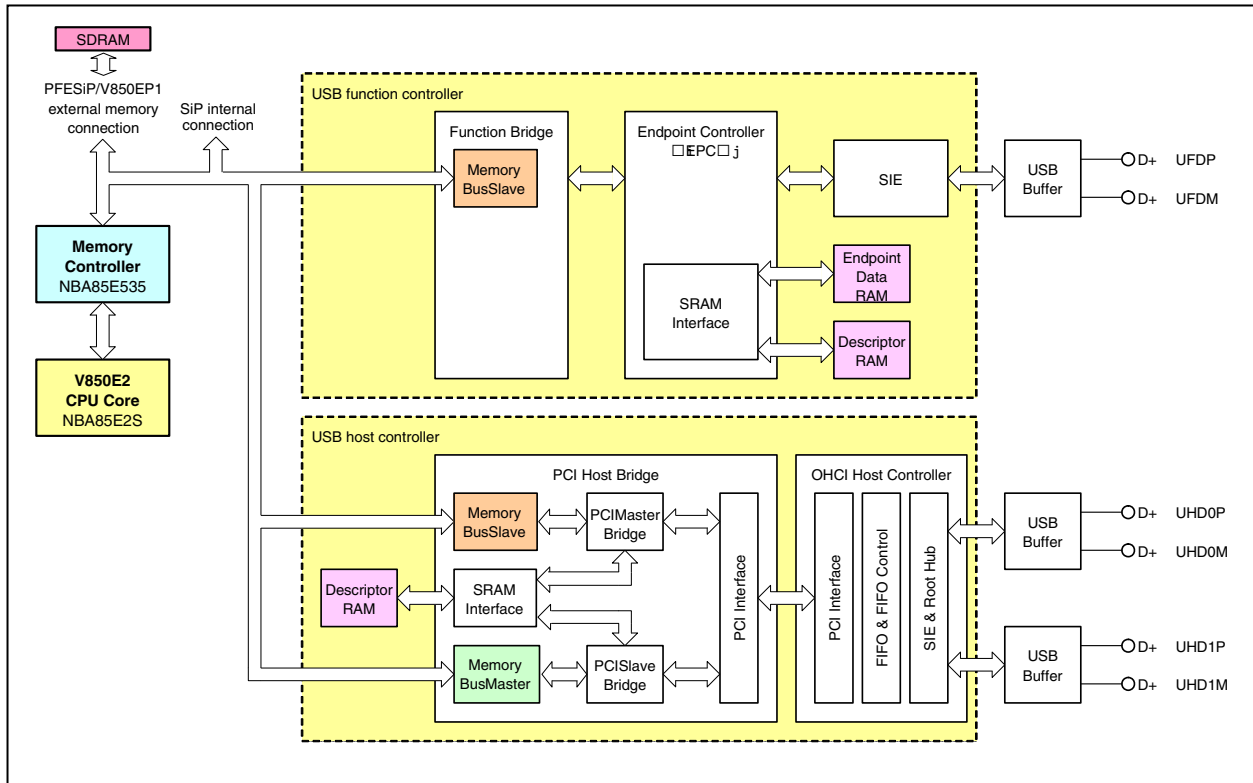 SDRAM
PFESiP/V850EP1
external memory
connection
SiP internal
connection
Memory
Controller
NBA85E535
V850E2
CPU Core
NBA85E2S
USB function controller
Function Bridge
Memory
BusSlave
Endpoint Controller
□EPC□ j
SRAM
Interface
SIE
Endpoint
Data
RAM
Descriptor
RAM
USB
Buffer
D+ UFDP
D+ UFDM
USB host controller
PCI Host Bridge
Memory
BusSlave
PCIMaster
Bridge
Descriptor
RAM
SRAM
Interface
Memory
BusMaster
PCISlave
Bridge
PCI Interface
OHCI Host Controller
PCI Interface
FIFO & FIFO Control
SIE & Root Hub
USB
Buffer
D+ UHD0P
D+ UHD0M
USB
Buffer
D+ UHD1P
D+ UHD1M